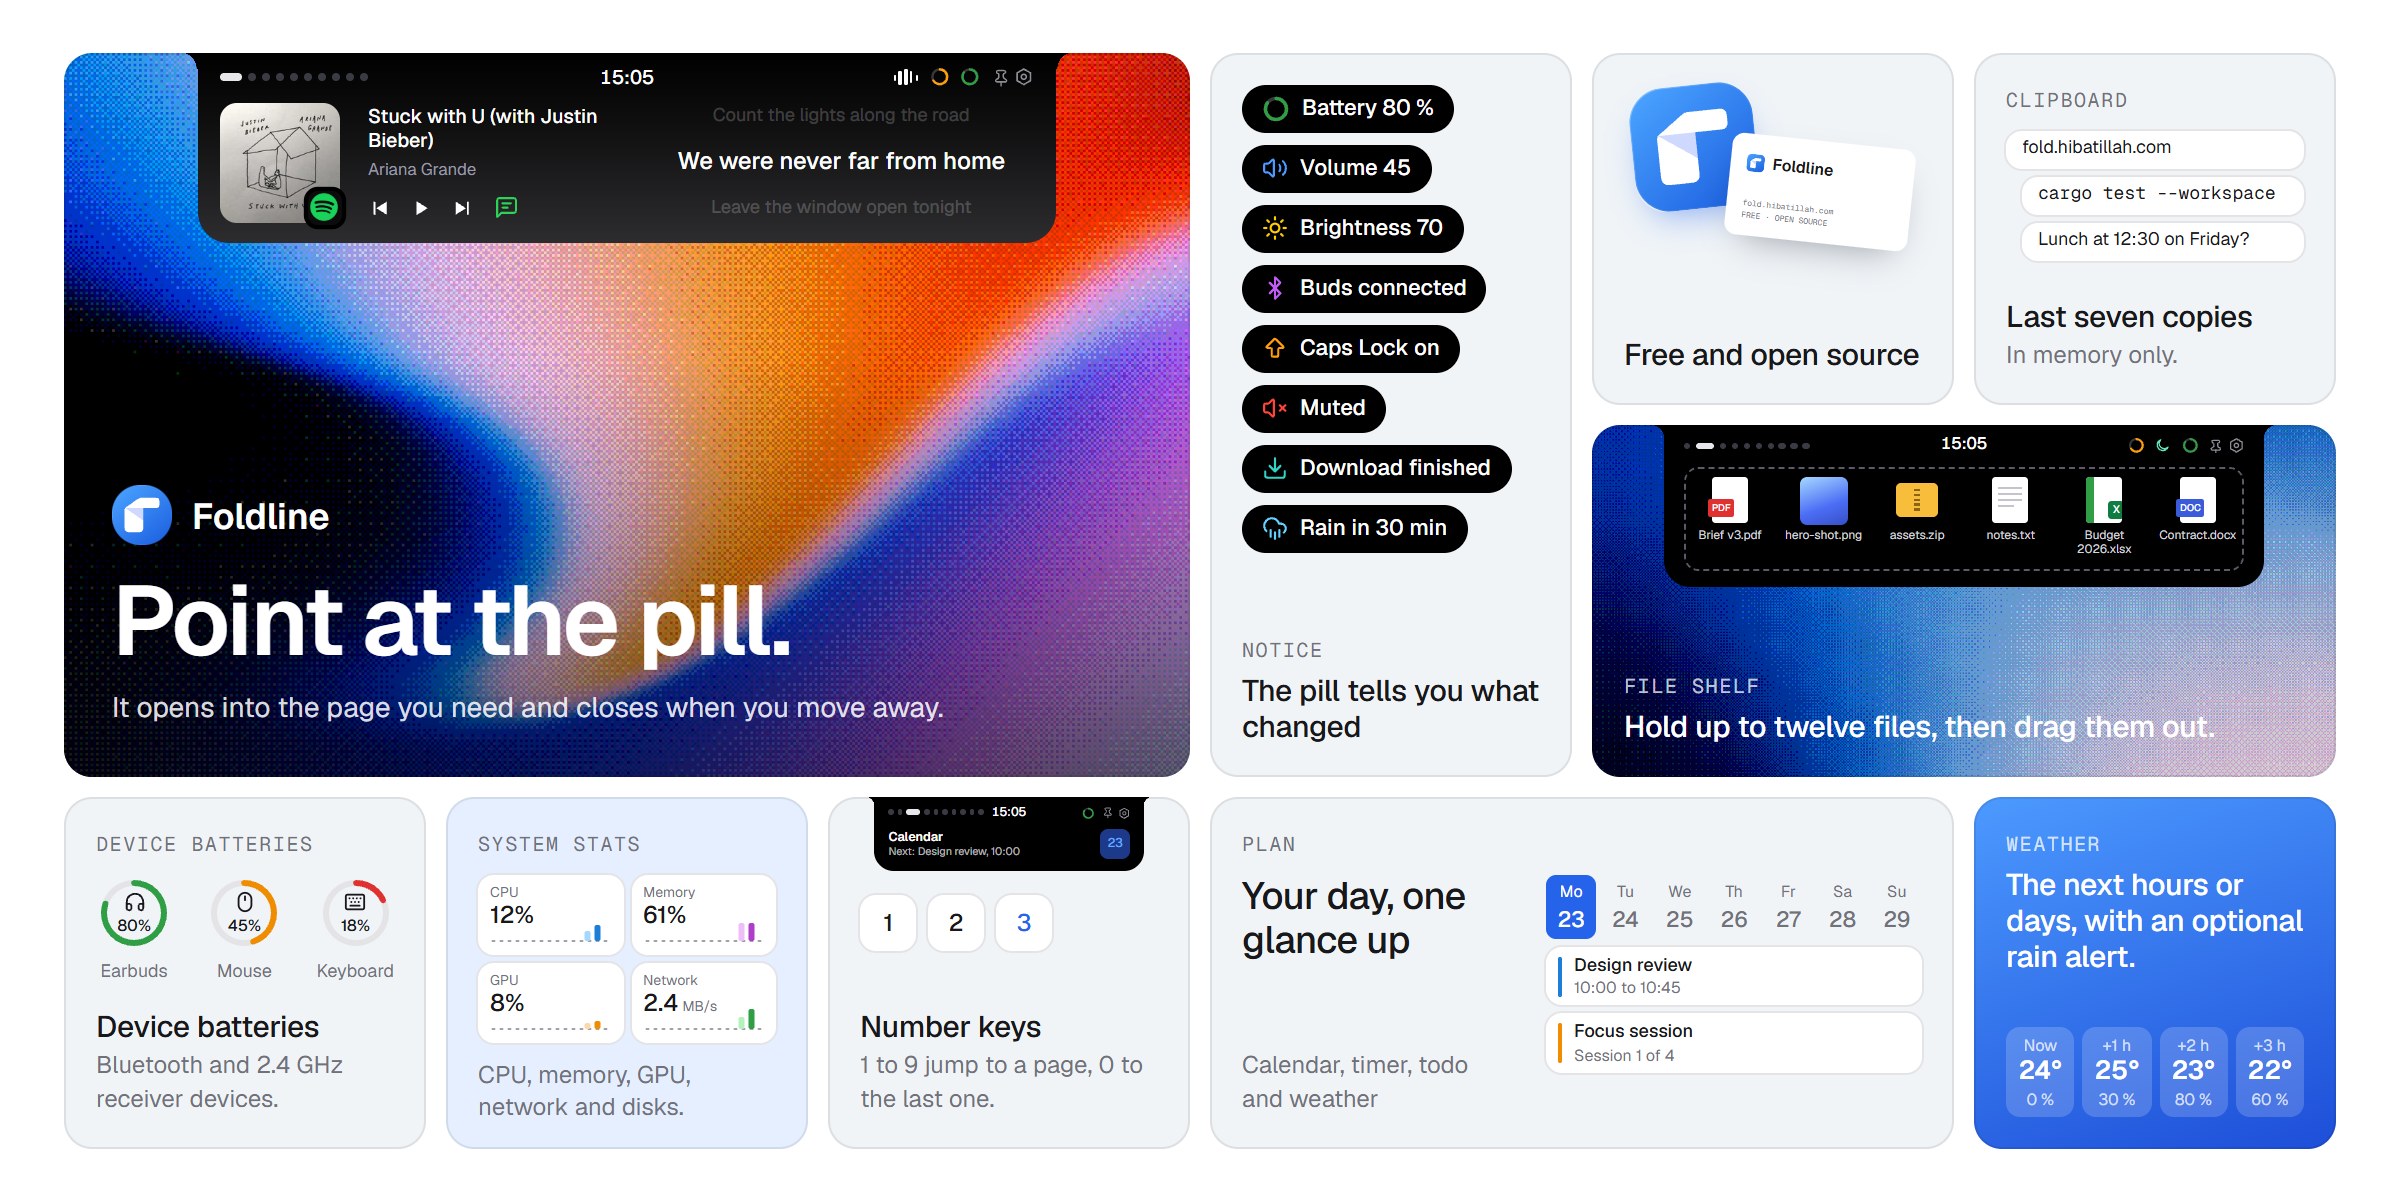 15:05
JUSTIN BIEBER
ARIANA GRANDE
Stuck with U (with Justin
Bieber)
Ariana Grande
Count the lights along the road
We were never far from home
Leave the window open tonight
Foldline
Point at the pill.
It opens into the page you need and closes when you move away.
Battery 80 %
Volume 45
Brightness 70
Buds connected
Caps Lock on
Muted
Download finished
Rain in 30 min
NOTICE
The pill tells you what
changed
Foldline
fold.hibatillah.com
FREE · OPEN SOURCE
Free and open source
CLIPBOARD
fold.hibatillah.com
cargo test --workspace
Lunch at 12:30 on Friday?
Last seven copies
In memory only.
15:05
PDF
X
DOC
Brief v3.pdf
hero-shot.png
assets.zip
notes.txt
Budget
2026.xlsx
Contract.docx
FILE SHELF
Hold up to twelve files, then drag them out.
DEVICE BATTERIES
80%
45%
18%
Earbuds
Mouse
Keyboard
Device batteries
Bluetooth and 2.4 GHz
receiver devices.
SYSTEM STATS
CPU
12%
Memory
61%
GPU
8%
Network
2.4 MB/s
CPU, memory, GPU,
network and disks.
15:05
Calendar
Next: Design review, 10:00
23
1 2 3
Number keys
1 to 9 jump to a page, 0 to
the last one.
PLAN
Your day, one
glance up
Calendar, timer, todo
and weather
Mo Tu We Th Fr Sa Su
23 24 25 26 27 28 29
Design review
10:00 to 10:45
Focus session
Session 1 of 4
WEATHER
The next hours or
days, with an optional
rain alert.
Now +1 h +2 h +3 h
24° 25° 23° 22°
0 % 30 % 80 % 60 %